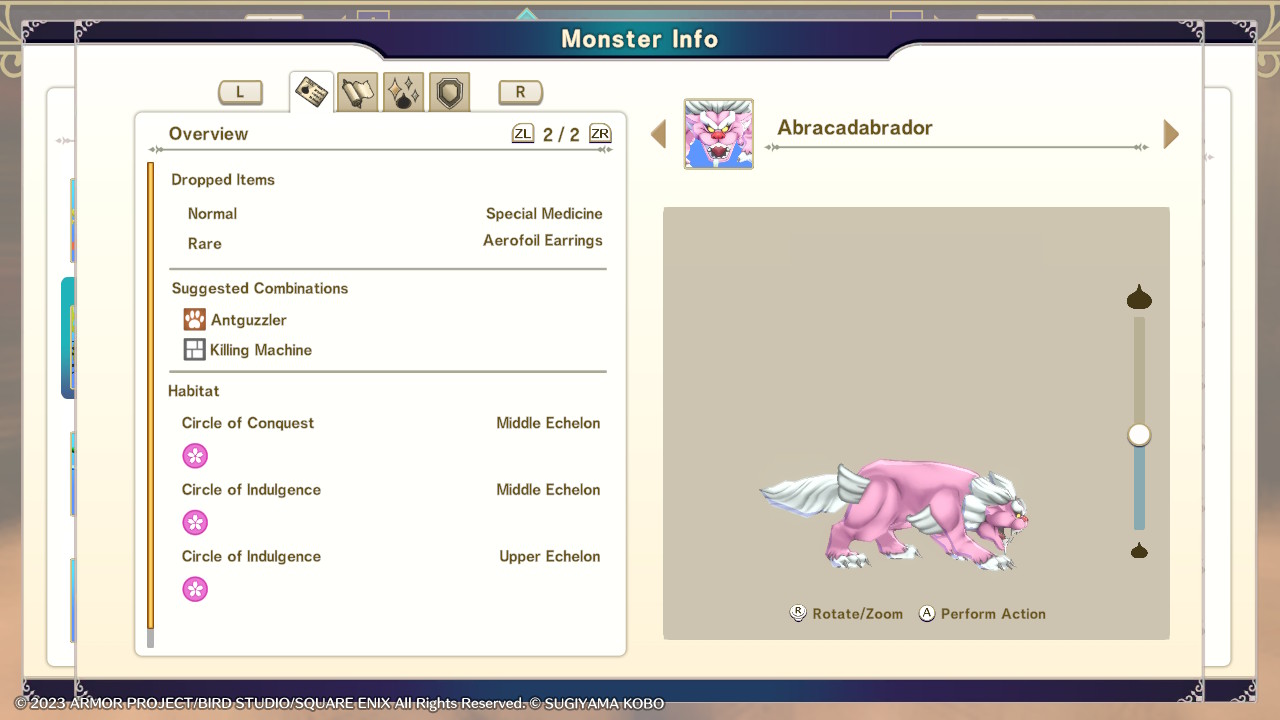 Monster Info
L
R
Overview
ZL 2 / 2 ZR
Abracadabrador
Dropped Items
Normal Special Medicine
Rare Aerofoil Earrings
Suggested Combinations
Antguzzler
Killing Machine
Habitat
Circle of Conquest Middle Echelon
Circle of Indulgence Middle Echelon
Circle of Indulgence Upper Echelon
R Rotate/Zoom A Perform Action
© 2023 ARMOR PROJECT/BIRD STUDIO/SQUARE ENIX All Rights Reserved. © SUGIYAMA KOBO